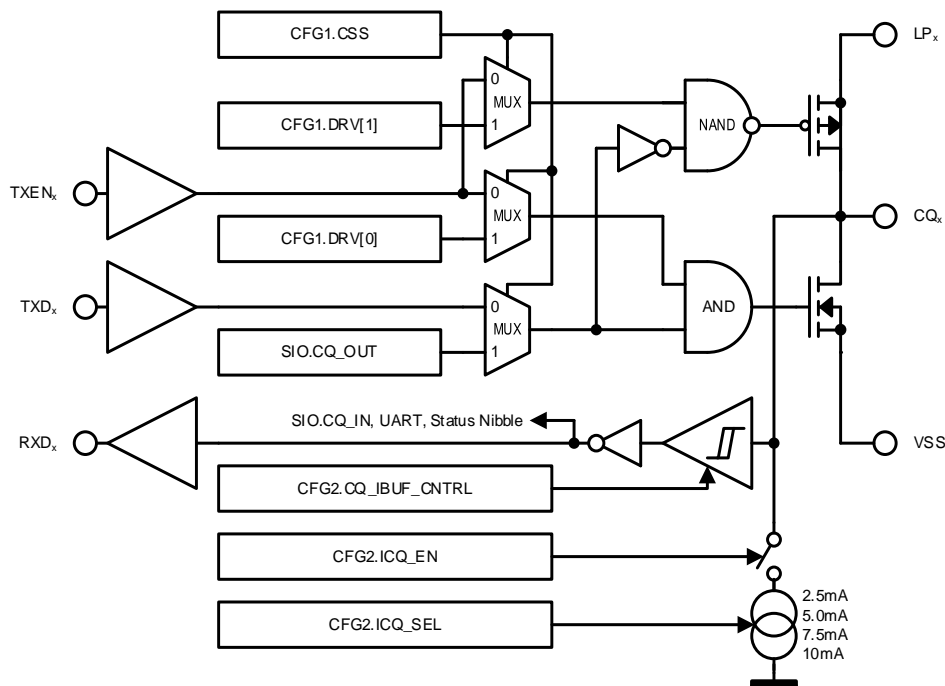 CFG1.CSS
LPₓ
0
MUX
1
CFG1.DRV[1]
NAND
TXENₓ
0
MUX
1
CFG1.DRV[0]
CQₓ
TXDₓ
0
MUX
1
AND
SIO.CQ_OUT
SIO.CQ_IN, UART, Status Nibble
RXDₓ
VSS
CFG2.CQ_IBUF_CNTRL
CFG2.ICQ_EN
CFG2.ICQ_SEL
2.5mA
5.0mA
7.5mA
10mA